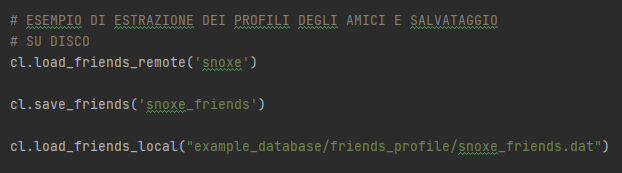 # ESEMPIO DI ESTRAZIONE DEI PROFILI DEGLI AMICI E SALVATAGGIO
# SU DISCO
cl.load_friends_remote('snoxe')
cl.save_friends('snoxe_friends')
cl.load_friends_local("example_database/friends_profile/snoxe_friends.dat")